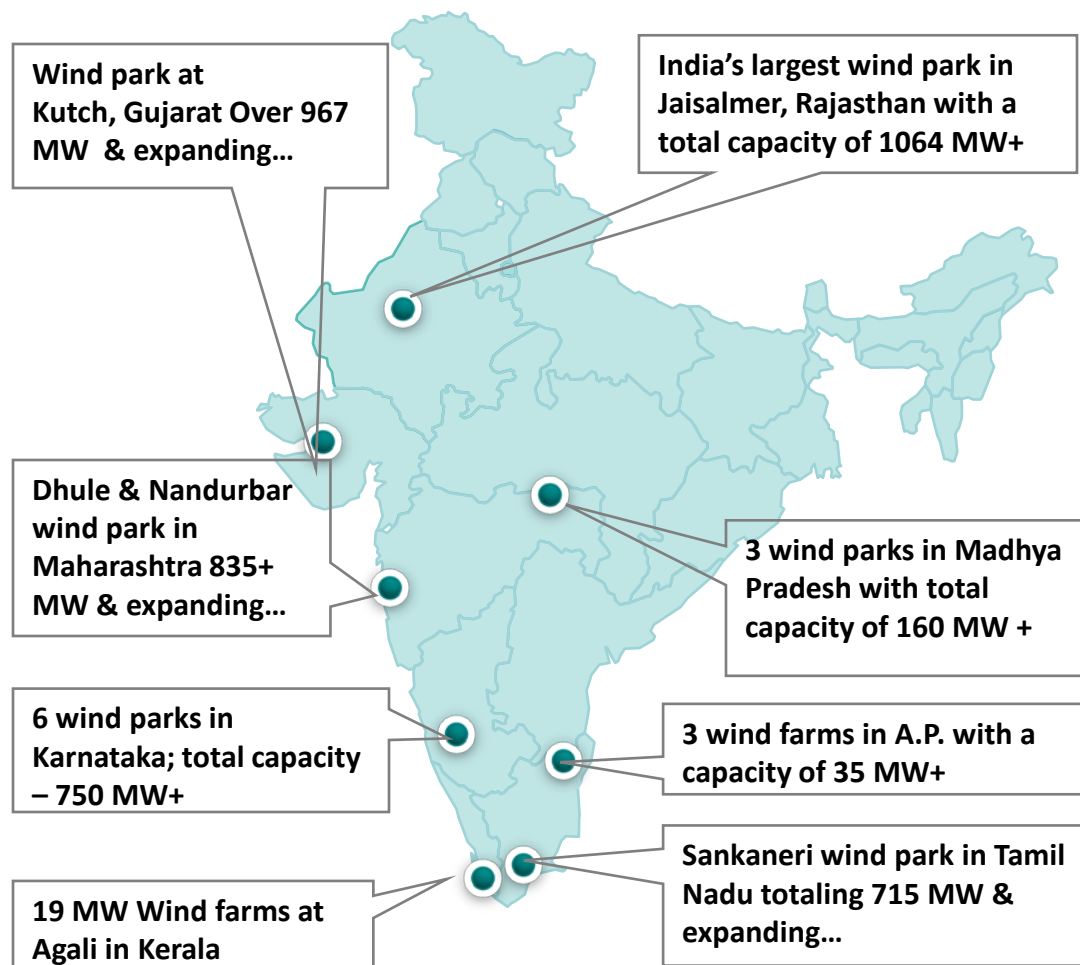 Wind park at
Kutch, Gujarat Over 967
MW & expanding…
India’s largest wind park in
Jaisalmer, Rajasthan with a
total capacity of 1064 MW+
Dhule & Nandurbar
wind park in
Maharashtra 835+
MW & expanding…
3 wind parks in Madhya
Pradesh with total
capacity of 160 MW +
6 wind parks in
Karnataka; total capacity
– 750 MW+
3 wind farms in A.P. with a
capacity of 35 MW+
Sankaneri wind park in Tamil
Nadu totaling 715 MW &
expanding…
19 MW Wind farms at
Agali in Kerala